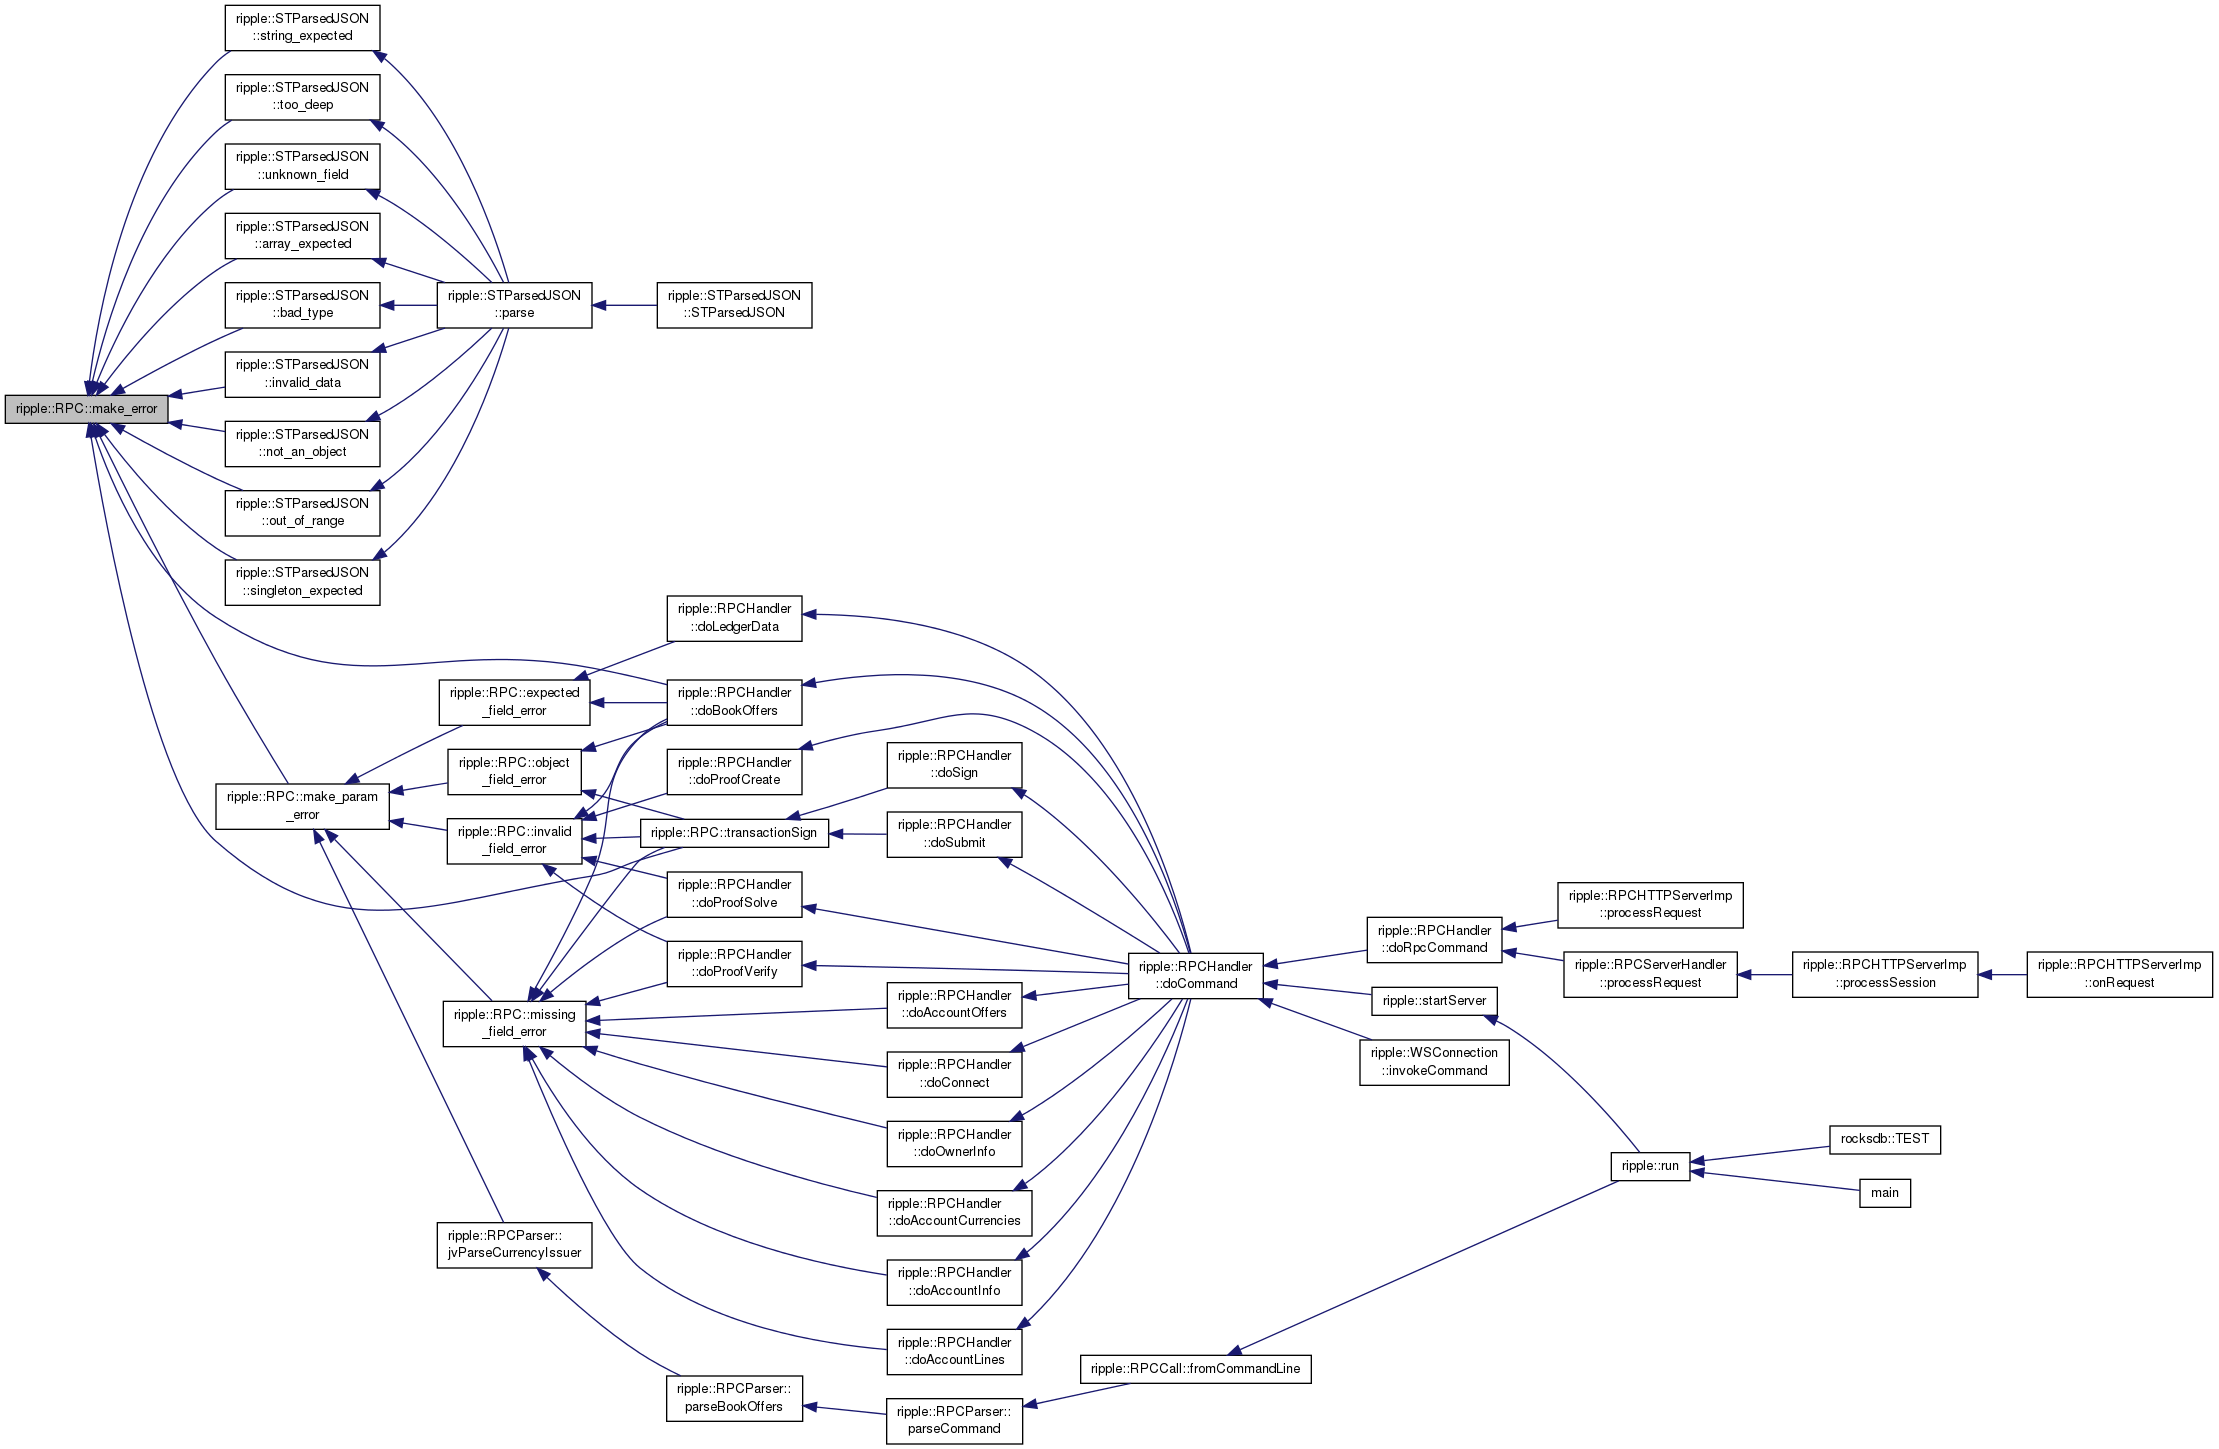 ripple::STParsedJSON
::string_expected
ripple::STParsedJSON
::too_deep
ripple::STParsedJSON
::unknown_field
ripple::STParsedJSON
::array_expected
ripple::STParsedJSON
::bad_type
ripple::STParsedJSON
::invalid_data
ripple::RPC::make_error
ripple::STParsedJSON
::not_an_object
ripple::STParsedJSON
::out_of_range
ripple::STParsedJSON
::singleton_expected
ripple::STParsedJSON
::parse
ripple::STParsedJSON
::STParsedJSON
ripple::RPC::make_param
_error
ripple::RPC::expected
_field_error
ripple::RPC::object
_field_error
ripple::RPC::invalid
_field_error
ripple::RPC::missing
_field_error
ripple::RPCParser::
jvParseCurrencyIssuer
ripple::RPCHandler
::doLedgerData
ripple::RPCHandler
::doBookOffers
ripple::RPCHandler
::doProofCreate
ripple::RPC::transactionSign
ripple::RPCHandler
::doProofSolve
ripple::RPCHandler
::doProofVerify
ripple::RPCParser::
parseBookOffers
ripple::RPCHandler
::doSign
ripple::RPCHandler
::doSubmit
ripple::RPCHandler
::doAccountOffers
ripple::RPCHandler
::doConnect
ripple::RPCHandler
::doOwnerInfo
ripple::RPCHandler
::doAccountCurrencies
ripple::RPCHandler
::doAccountInfo
ripple::RPCHandler
::doAccountLines
ripple::RPCParser::
parseCommand
ripple::RPCHandler
::doCommand
ripple::RPCCall::fromCommandLine
ripple::RPCHandler
::doRpcCommand
ripple::startServer
ripple::WSConnection
::invokeCommand
ripple::RPCHTTPServerImp
::processRequest
ripple::RPCServerHandler
::processRequest
ripple::run
ripple::RPCHTTPServerImp
::processSession
rocksdb::TEST
main
ripple::RPCHTTPServerImp
::onRequest